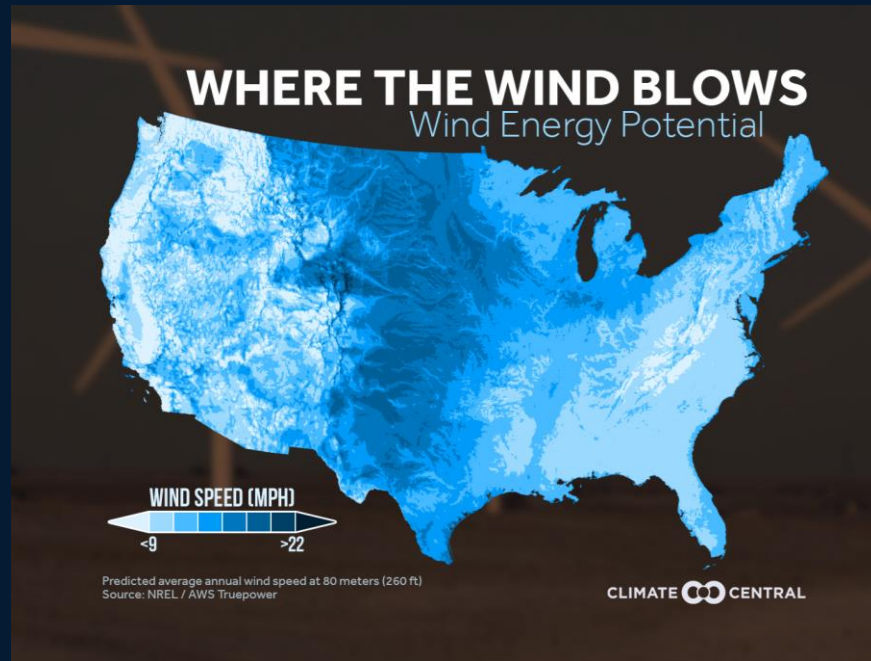 WHERE THE WIND BLOWS
Wind Energy Potential
WIND SPEED (MPH)
<9 >22
Predicted average annual wind speed at 80 meters (260 ft)
Source: NREL / AWS Truepower
CLIMATE CENTRAL